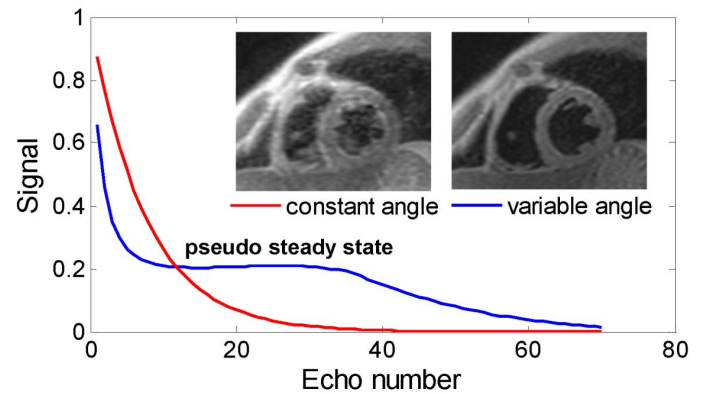 1
0.8
0.6
0.4
0.2
0
Signal
constant angle
variable angle
pseudo steady state
0
20
40
60
80
Echo number